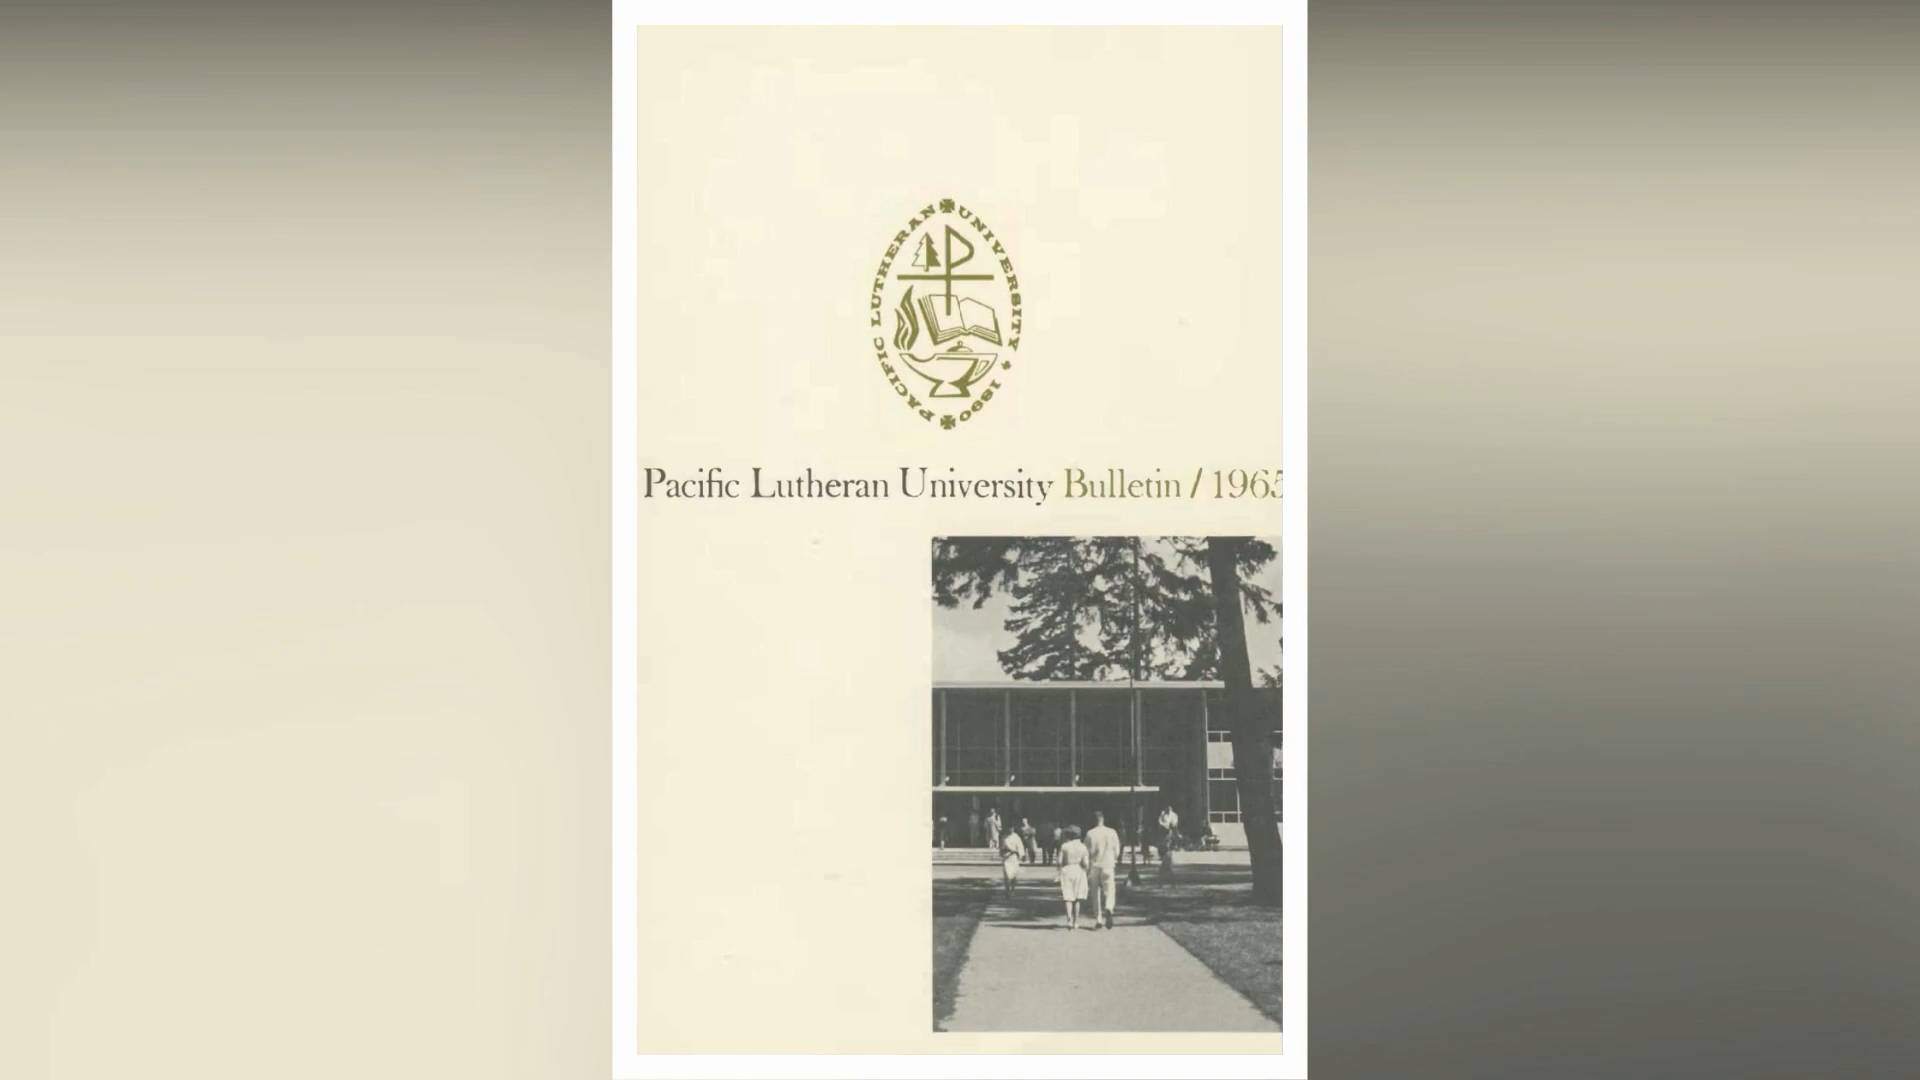 PACIFIC LUTHERAN UNIVERSITY • 1890
Pacific Lutheran University Bulletin / 1965